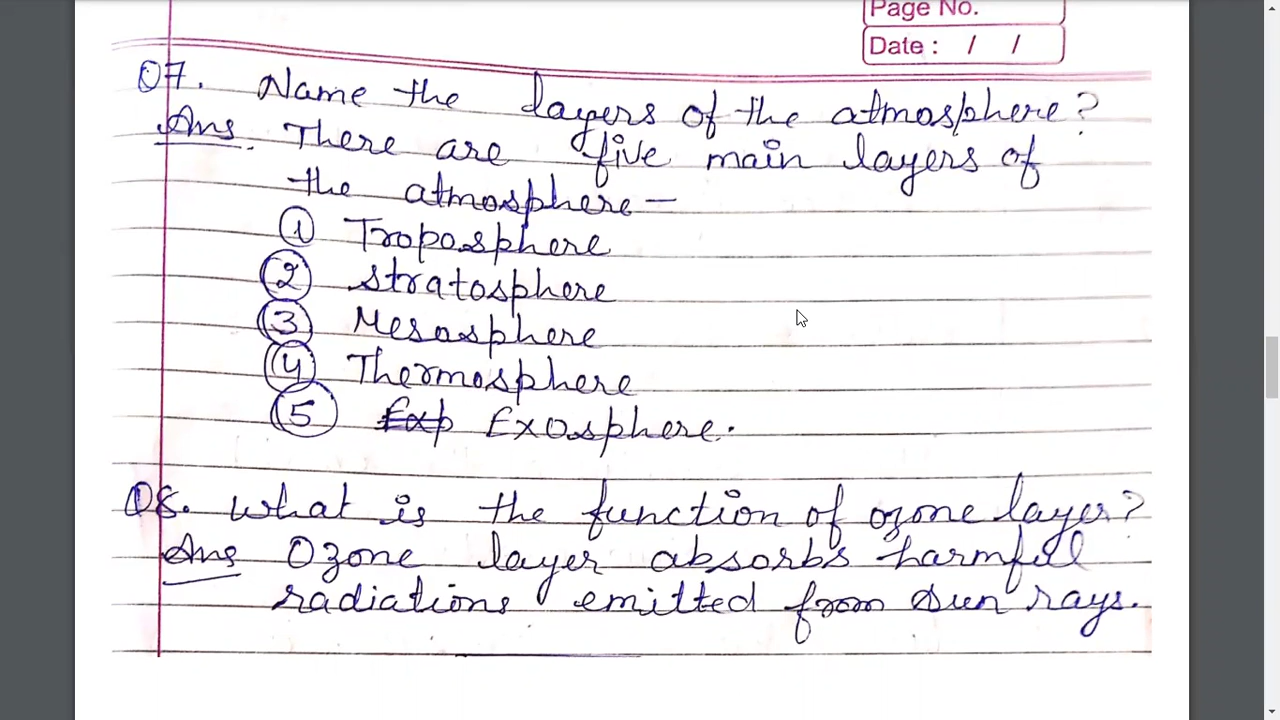 Page No.
Date : / /
Q7. Name the layers of the atmosphere?
Ans. There are five main layers of
the atmosphere—
① Troposphere
② Stratosphere
③ Mesosphere
④ Thermosphere
⑤ Exp Exosphere.
Q8. What is the function of ozone layer?
Ans Ozone layer absorbs harmful
radiations emitted from Sun rays.